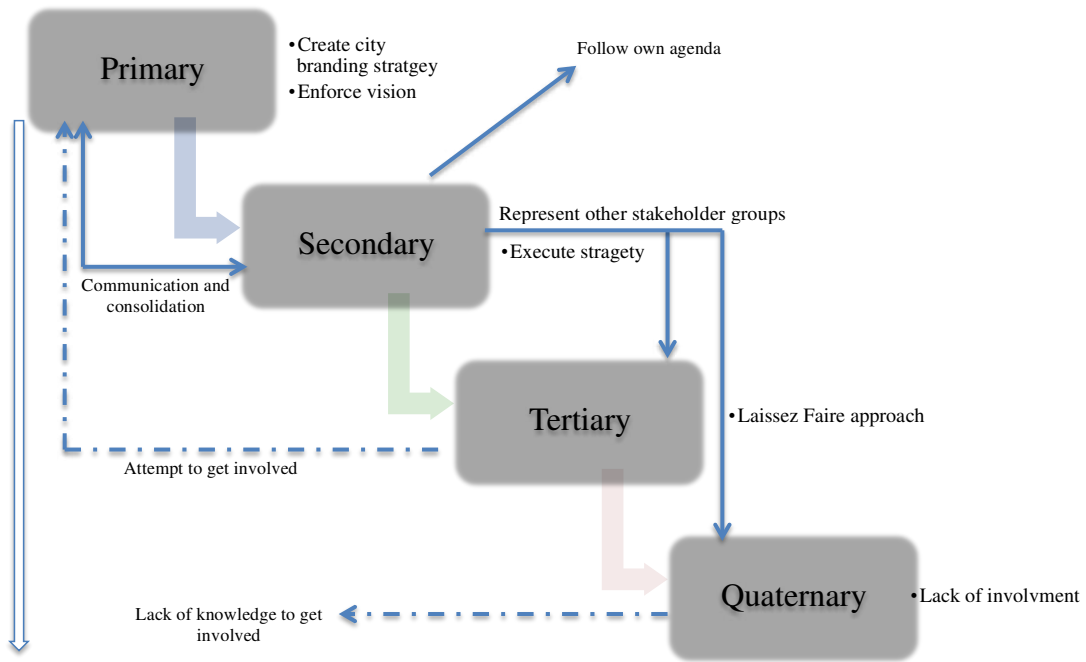 Primary
•Create city
branding stratgey
•Enforce vision
Follow own agenda
Secondary
Represent other stakeholder groups
•Execute stragety
Communication and
consolidation
Tertiary
•Laissez Faire approach
Attempt to get involved
Quaternary
•Lack of involvment
Lack of knowledge to get
involved